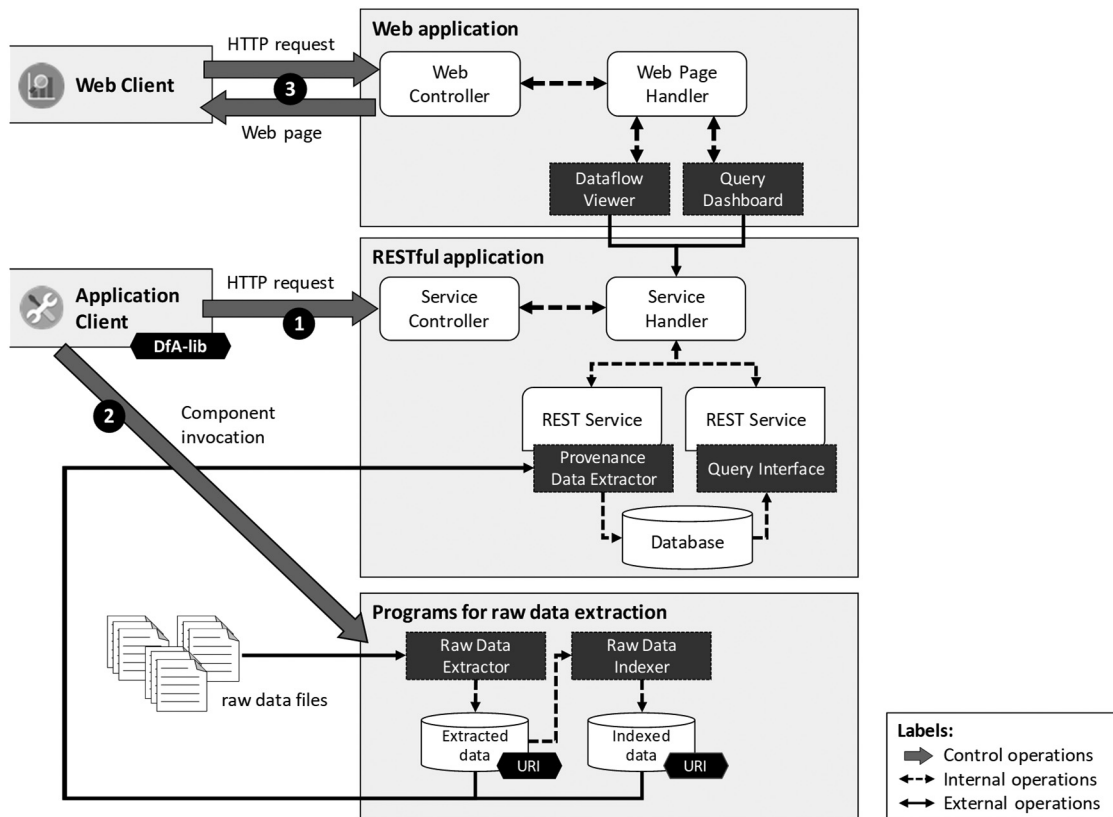 Web application
HTTP request
Web Client
3
Web page
Web
Controller
Web Page
Handler
Dataflow
Viewer
Query
Dashboard
RESTful application
HTTP request
Application
Client
DfA-lib
1
Service
Controller
Service
Handler
2
Component
invocation
REST Service
REST Service
Provenance
Data Extractor
Query Interface
Database
Programs for raw data extraction
raw data files
Raw Data
Extractor
Raw Data
Indexer
Extracted
data
URI
Indexed
data
URI
Labels:
Control operations
Internal operations
External operations